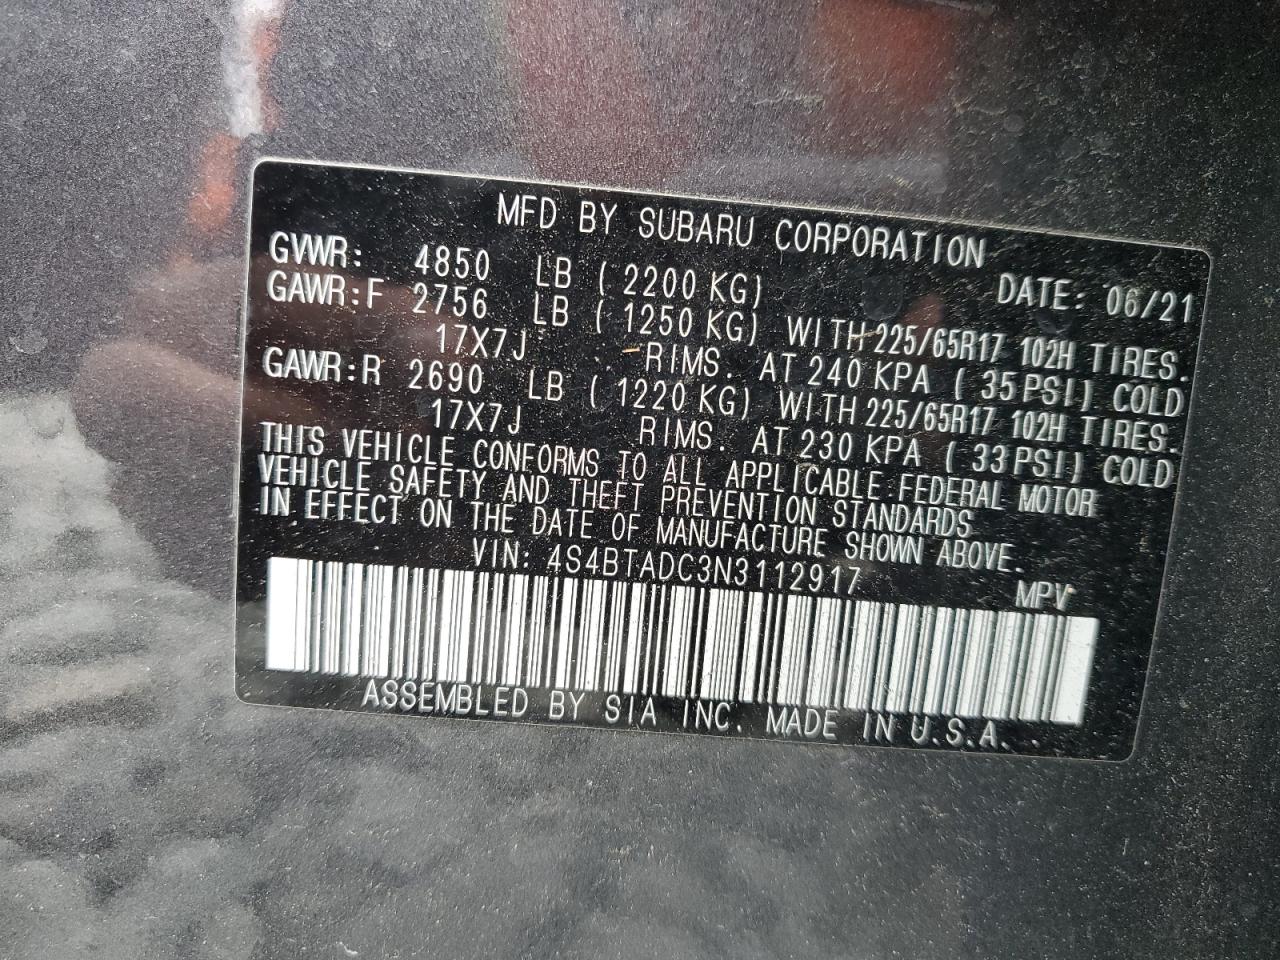 MFD BY SUBARU CORPORATION
GVWR: 4850 LB ( 2200 KG) DATE: 06/21
GAWR:F 2756 LB ( 1250 KG) WITH 225/65R17 102H TIRES.
17X7J RIMS. AT 240 KPA ( 35 PSI) COLD
GAWR:R 2690 LB ( 1220 KG) WITH 225/65R17 102H TIRES.
17X7J RIMS. AT 230 KPA ( 33 PSI) COLD
THIS VEHICLE CONFORMS TO ALL APPLICABLE FEDERAL MOTOR
VEHICLE SAFETY AND THEFT PREVENTION STANDARDS
IN EFFECT ON THE DATE OF MANUFACTURE SHOWN ABOVE.
VIN: 4S4BTADC3N3112917 MPV
ASSEMBLED BY SIA INC. MADE IN U.S.A.